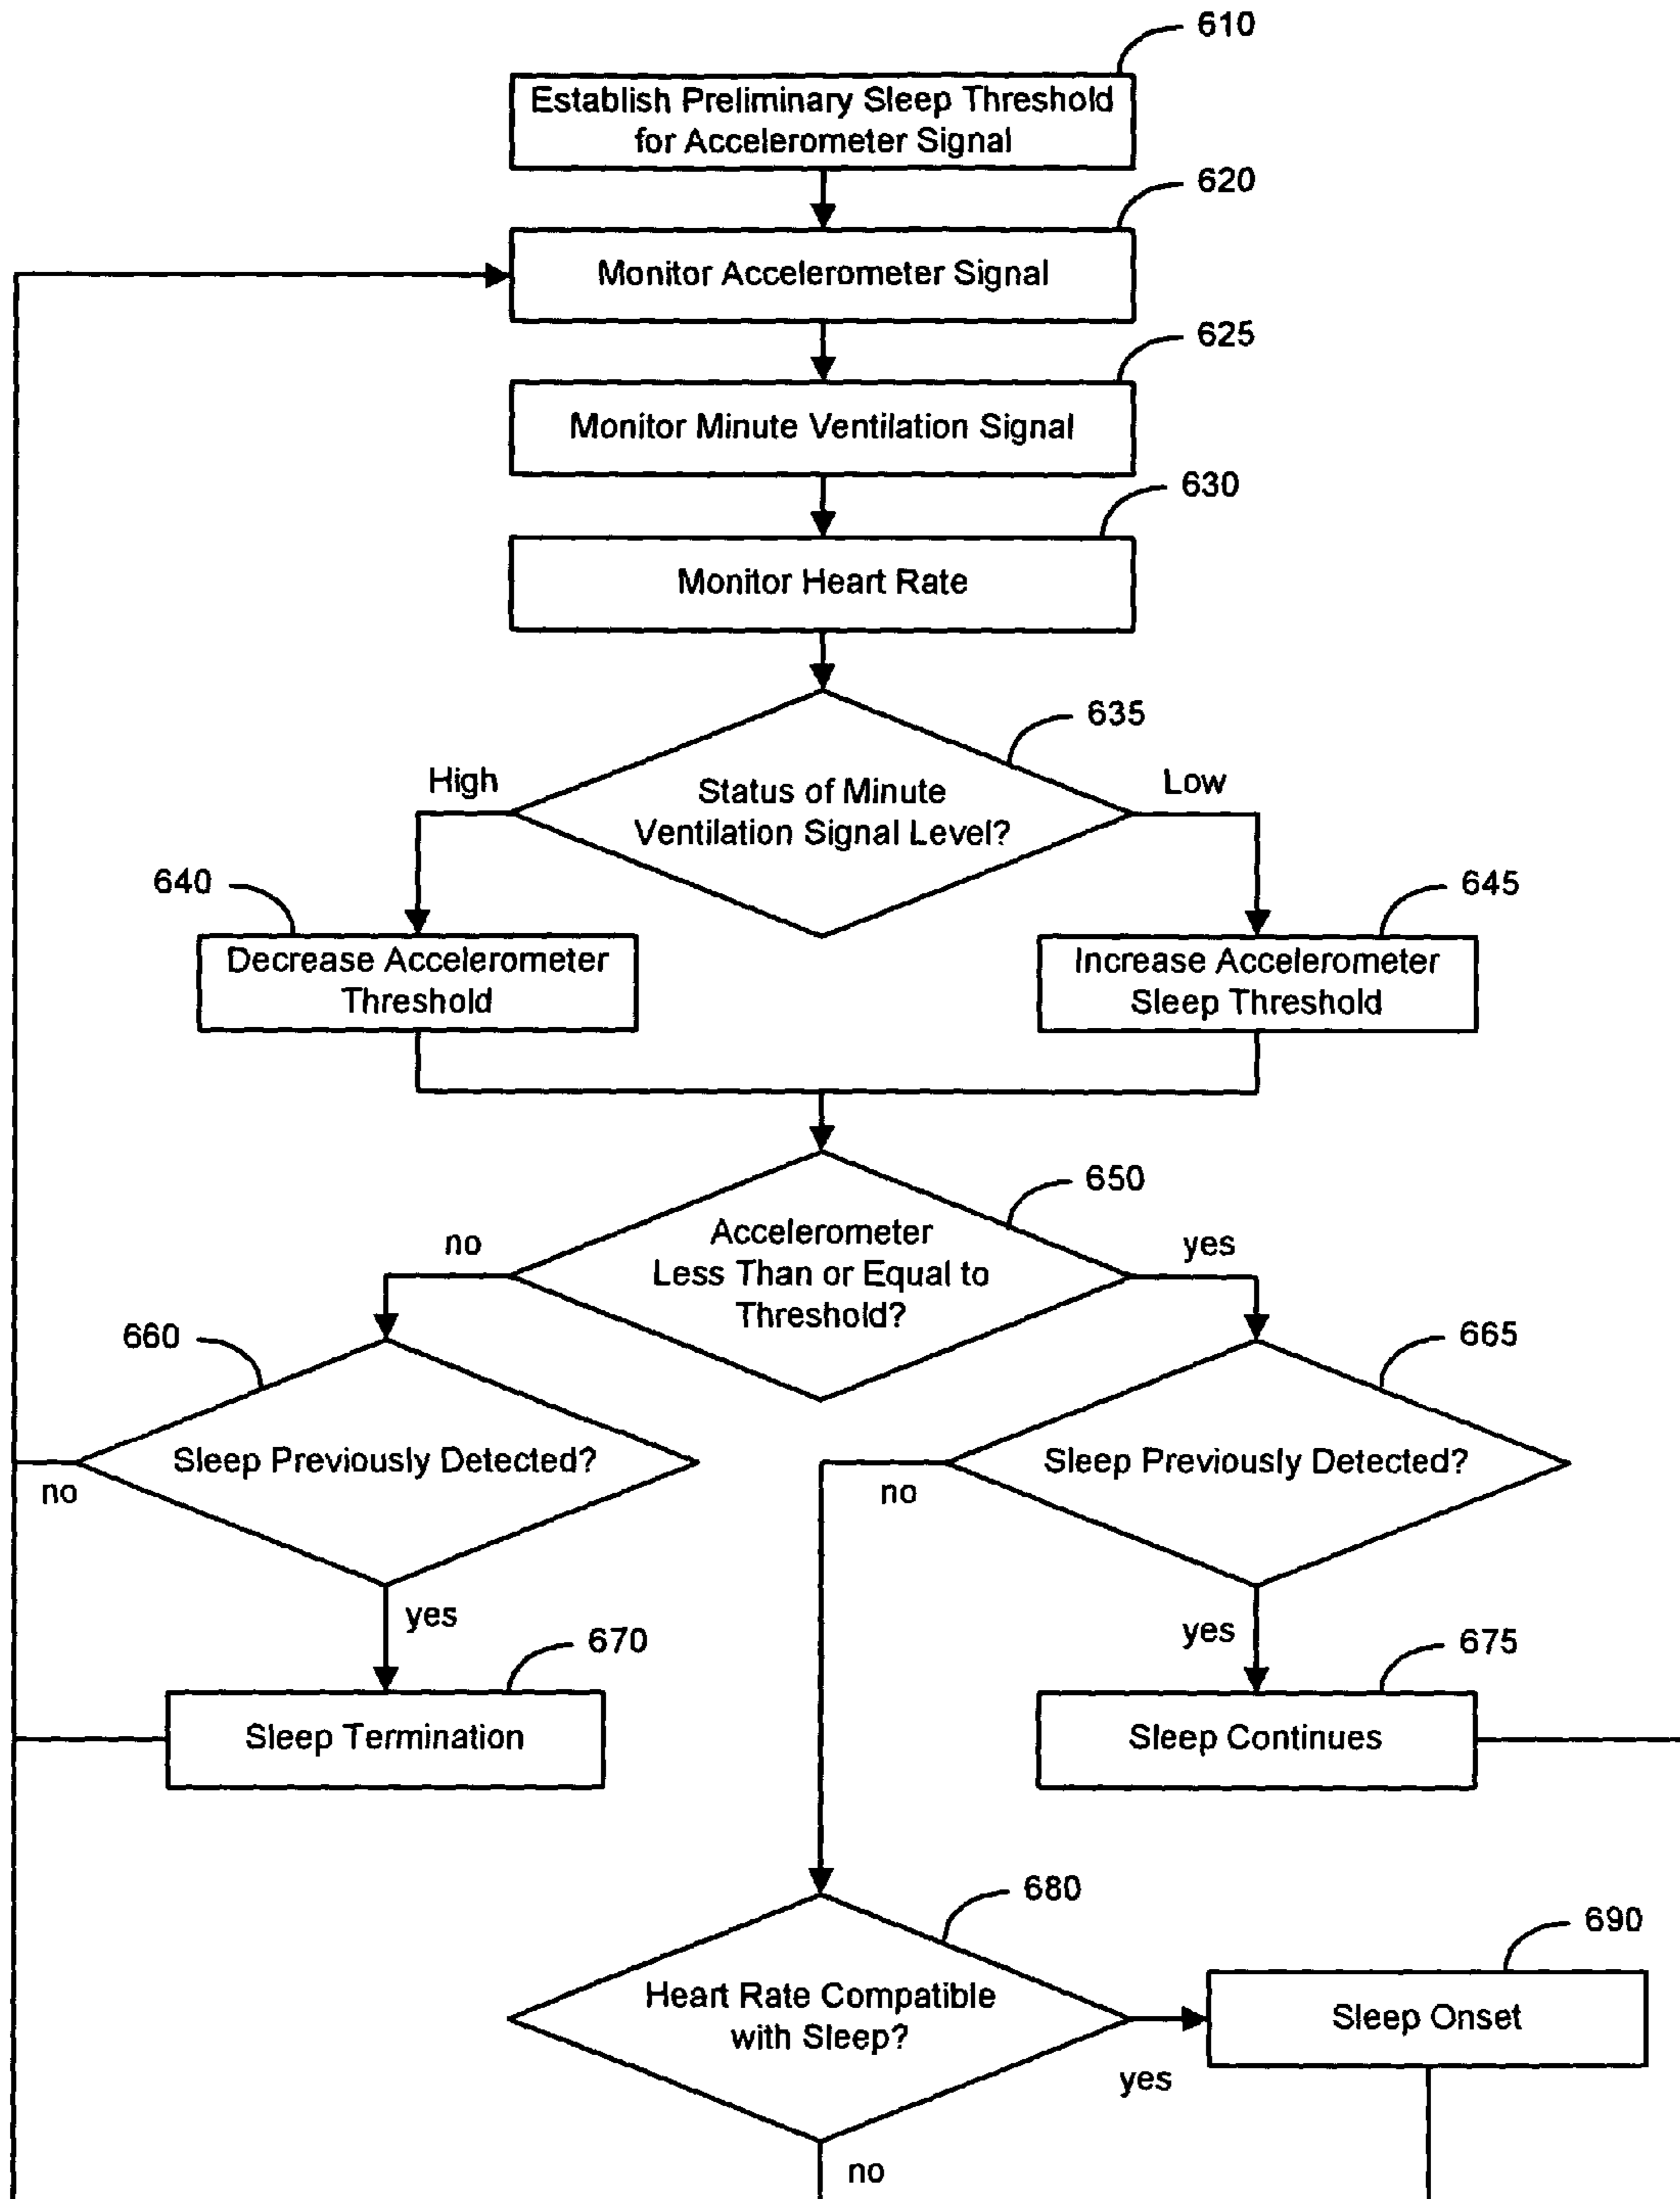 610
Establish Preliminary Sleep Threshold
for Accelerometer Signal
620
Monitor Accelerometer Signal
625
Monitor Minute Ventilation Signal
630
Monitor Heart Rate
635
High
Status of Minute
Ventilation Signal Level?
Low
640
645
Decrease Accelerometer
Threshold
Increase Accelerometer
Sleep Threshold
650
no
Accelerometer
Less Than or Equal to
Threshold?
yes
660
665
Sleep Previously Detected?
no
Sleep Previously Detected?
no
yes
670
yes
675
Sleep Termination
Sleep Continues
680
690
Heart Rate Compatible
with Sleep?
Sleep Onset
yes
no